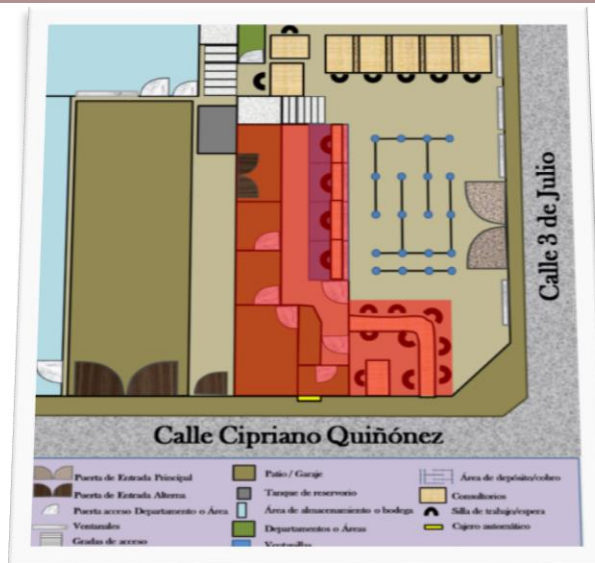 Calle 3 de Julio
Calle Cipriano Quiñónez
Puerta de Entrada Principal
Puerta de Entrada Alterna
Puerta acceso Departamento o Área
Ventanales
Gradas de acceso
Patio / Garaje
Tanque de reservorio
Área de almacenamiento o bodega
Departamentos o Áreas
Ventanillas
Área de depósito/cobro
Consultorios
Silla de trabajo/espera
Cajero automático